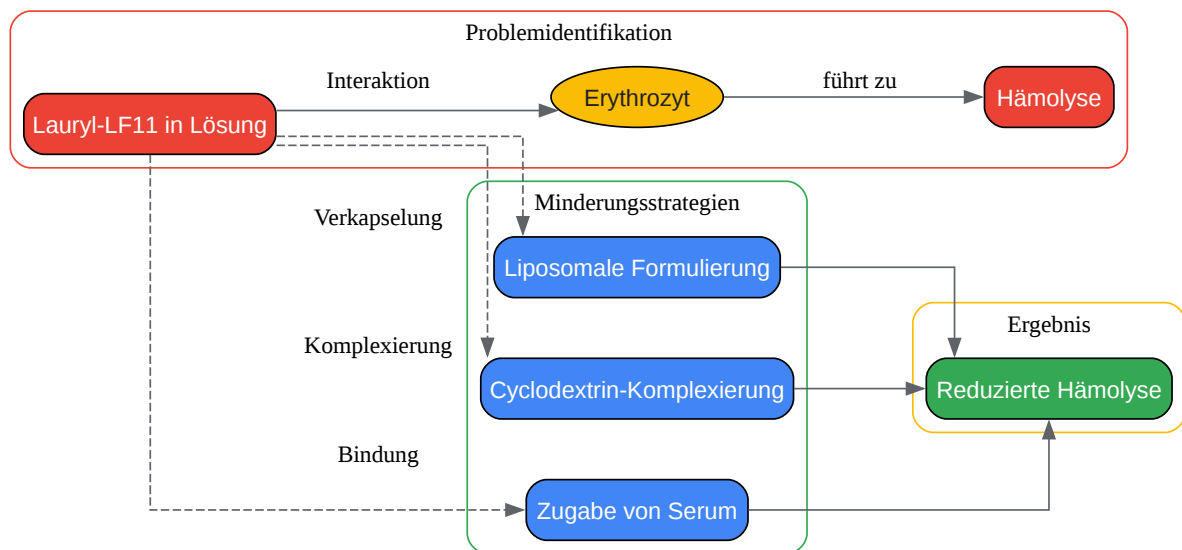 Problemidentifikation
Interaktion
führt zu
Lauryl-LF11 in Lösung
Erythrozyt
Hämolyse
Verkapselung
Minderungsstrategien
Liposomale Formulierung
Komplexierung
Ergebnis
Cyclodextrin-Komplexierung
Reduzierte Hämolyse
Bindung
Zugabe von Serum